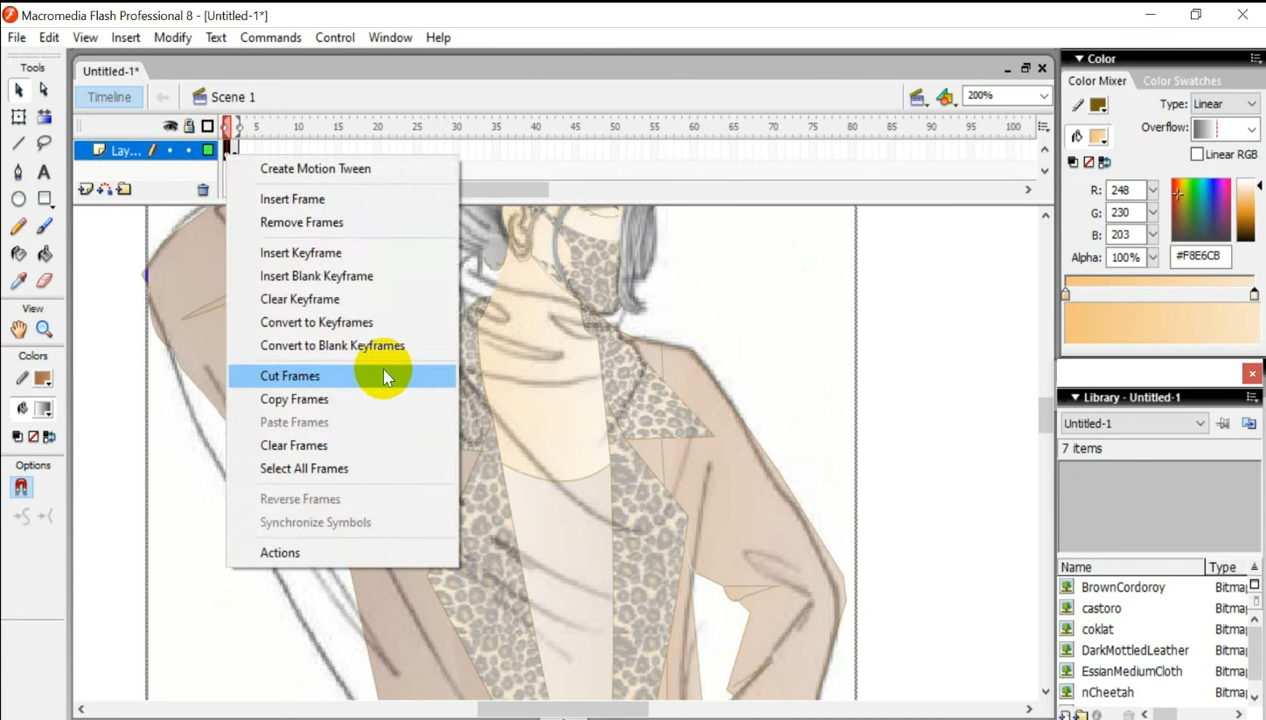 Macromedia Flash Professional 8 - [Untitled-1*]
File Edit View Insert Modify Text Commands Control Window Help
Tools
View
Colors
Options
Untitled-1*
Timeline
Scene 1
200%
5 10 15 20 25 30 35 40 45 50 55 60 65 70 75 80 85 90 95 100
Lay...
Create Motion Tween
Insert Frame
Remove Frames
Insert Keyframe
Insert Blank Keyframe
Clear Keyframe
Convert to Keyframes
Convert to Blank Keyframes
Cut Frames
Copy Frames
Paste Frames
Clear Frames
Select All Frames
Reverse Frames
Synchronize Symbols
Actions
Color
Color Mixer Color Swatches
Type: Linear
Overflow:
Linear RGB
R: 248
G: 230
B: 203
Alpha: 100% #F8E6CB
Library - Untitled-1
Untitled-1
7 items
Name Type
BrownCordoroy Bitma
castoro Bitma
coklat Bitma
DarkMottledLeather Bitma
EssianMediumCloth Bitma
nCheetah Bitma